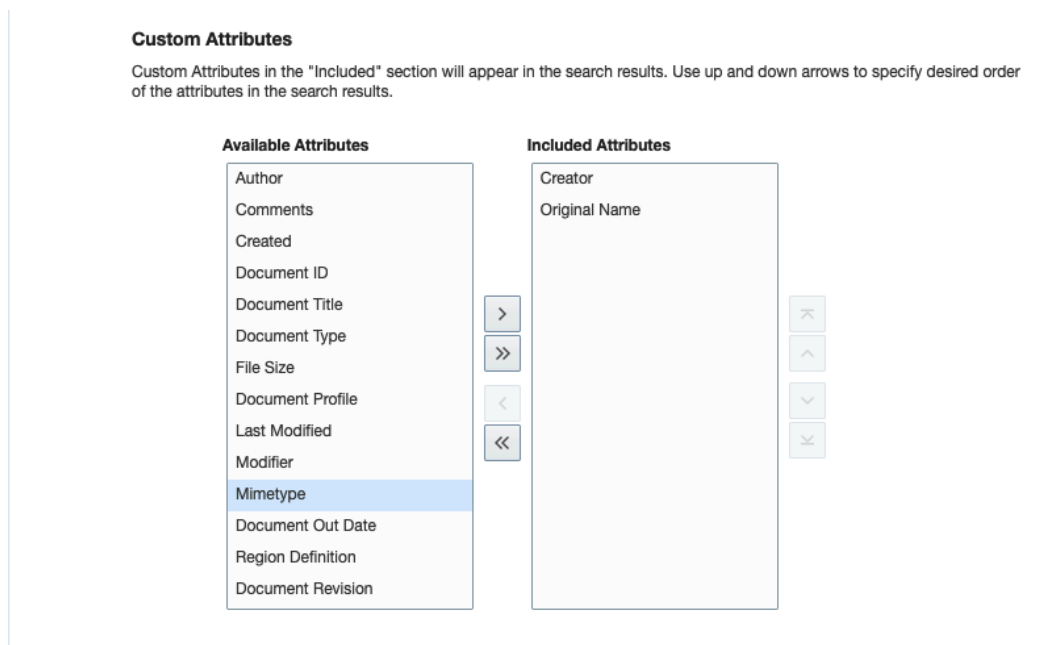 Custom Attributes
Custom Attributes in the "Included" section will appear in the search results. Use up and down arrows to specify desired order
of the attributes in the search results.
Available Attributes
Author
Comments
Created
Document ID
Document Title
Document Type
File Size
Document Profile
Last Modified
Modifier
Mimetype
Document Out Date
Region Definition
Document Revision
Included Attributes
Creator
Original Name